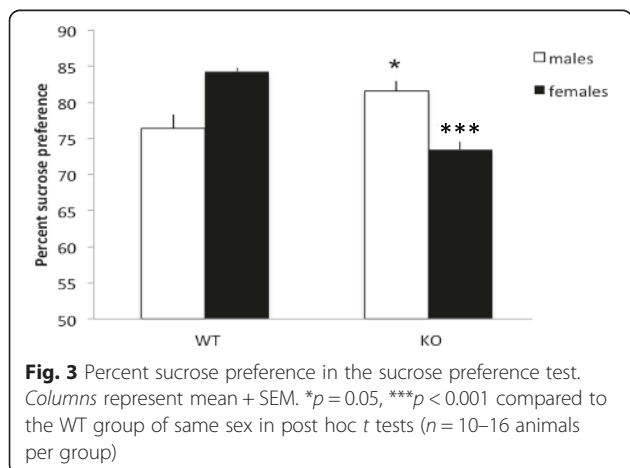 90
85
80
75
70
65
60
55
50
Percent sucrose preference
*
***
males
females
WT
KO
Fig. 3 Percent sucrose preference in the sucrose preference test.
Columns represent mean + SEM. *p = 0.05, ***p < 0.001 compared to
the WT group of same sex in post hoc t tests (n = 10–16 animals
per group)